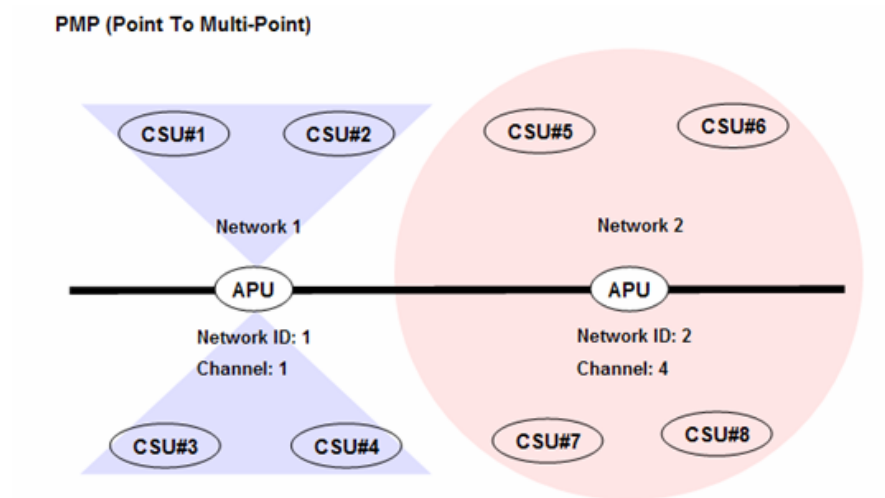 PMP (Point To Multi-Point)
CSU#1
CSU#2
CSU#5
CSU#6
Network 1
Network 2
APU
APU
Network ID: 1
Channel: 1
Network ID: 2
Channel: 4
CSU#3
CSU#4
CSU#7
CSU#8